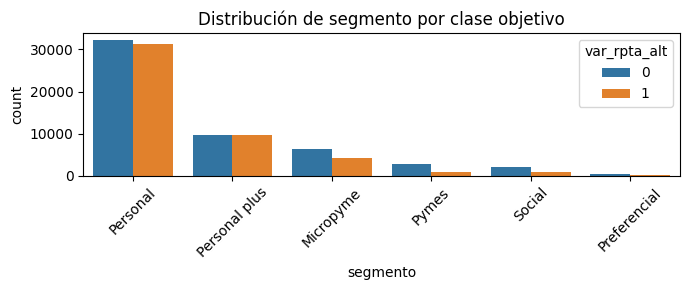 Distribución de segmento por clase objetivo
var_rpta_alt
0
1
count
30000
20000
10000
0
Personal
Personal plus
Micropyme
Pymes
Social
Preferencial
segmento